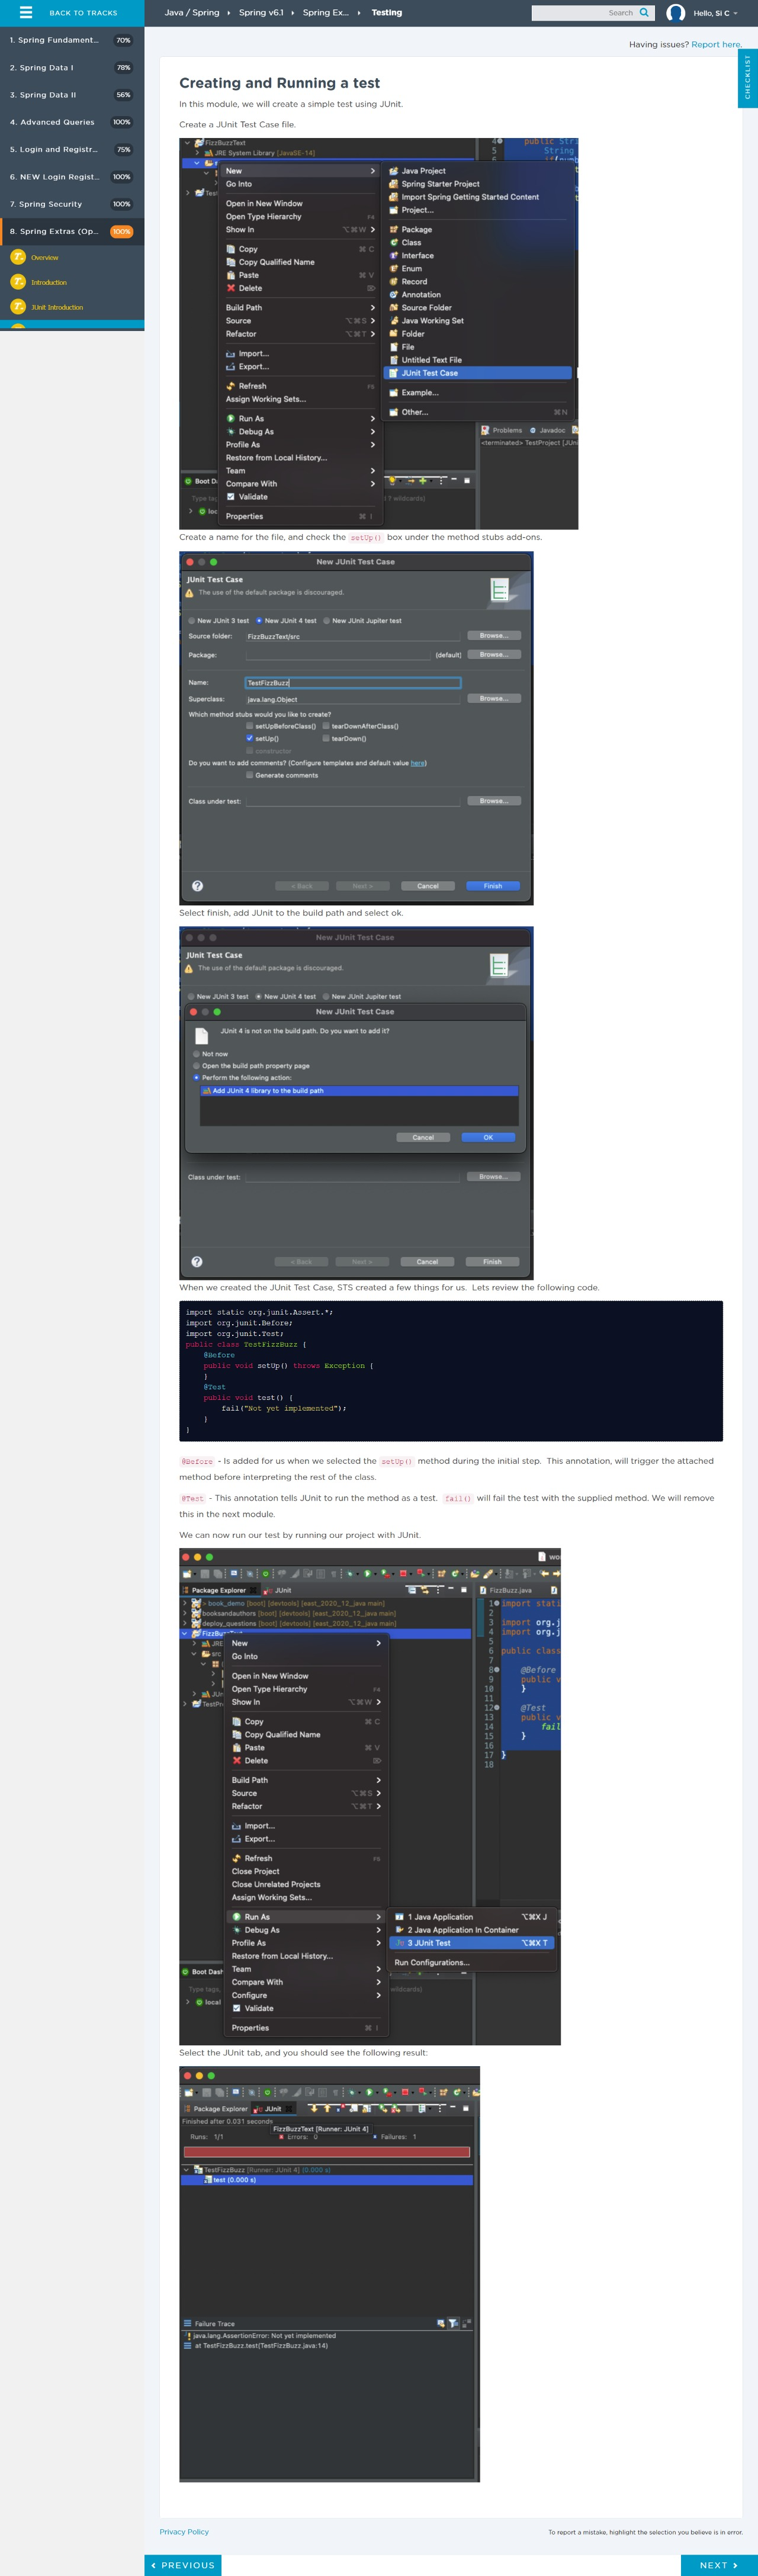 BACK TO TRACKS
Java / Spring
Spring v6.1
Spring Ex...
Testing
Search
Hello, Si C
1. Spring Fundament... 70%
2. Spring Data I 78%
3. Spring Data II 56%
4. Advanced Queries 100%
5. Login and Registr... 75%
6. NEW Login Regist... 100%
7. Spring Security 100%
8. Spring Extras (Op... 100%
Overview
Introduction
JUnit Introduction
Having issues? Report here.
CHECKLIST
Creating and Running a test
In this module, we will create a simple test using JUnit.
Create a JUnit Test Case file.
FizzBuzzText
JRE System Library [JavaSE-14]
New
Go Into
Open in New Window
Open Type Hierarchy F4
Show In ⌥⌘W
Copy ⌘ C
Copy Qualified Name
Paste ⌘ V
Delete
Build Path
Source ⌥⌘S
Refactor ⌥⌘T
Import...
Export...
Refresh F5
Assign Working Sets...
Run As
Debug As
Profile As
Restore from Local History...
Team
Compare With
Validate
Properties ⌘ I
Java Project
Spring Starter Project
Import Spring Getting Started Content
Project...
Package
Class
Interface
Enum
Record
Annotation
Source Folder
Java Working Set
Folder
File
Untitled Text File
JUnit Test Case
Example...
Other... ⌘N
Problems
Javadoc
<terminated> TestProject [JUni
Create a name for the file, and check the setUp() box under the method stubs add-ons.
New JUnit Test Case
JUnit Test Case
The use of the default package is discouraged.
New JUnit 3 test
New JUnit 4 test
New JUnit Jupiter test
Source folder: FizzBuzzText/src Browse...
Package: (default) Browse...
Name: TestFizzBuzz
Superclass: java.lang.Object Browse...
Which method stubs would you like to create?
setUpBeforeClass() tearDownAfterClass()
setUp() tearDown()
constructor
Do you want to add comments? (Configure templates and default value here)
Generate comments
Class under test: Browse...
< Back Next > Cancel Finish
Select finish, add JUnit to the build path and select ok.
New JUnit Test Case
JUnit Test Case
The use of the default package is discouraged.
New JUnit 3 test
New JUnit 4 test
New JUnit Jupiter test
New JUnit Test Case
JUnit 4 is not on the build path. Do you want to add it?
Not now
Open the build path property page
Perform the following action:
Add JUnit 4 library to the build path
Cancel OK
Class under test: Browse...
< Back Next > Cancel Finish
When we created the JUnit Test Case, STS created a few things for us. Lets review the following code.
import static org.junit.Assert.*;
import org.junit.Before;
import org.junit.Test;
public class TestFizzBuzz {
@Before
public void setUp() throws Exception {
}
@Test
public void test() {
fail("Not yet implemented");
}
}
@Before - Is added for us when we selected the setUp() method during the initial step. This annotation, will trigger the attached
method before interpreting the rest of the class.
@Test - This annotation tells JUnit to run the method as a test. fail() will fail the test with the supplied method. We will remove
this in the next module.
We can now run our test by running our project with JUnit.
Package Explorer
JUnit
FizzBuzz.java
> book_demo [boot] [devtools] [east_2020_12_java main]
booksandauthors [boot] [devtools] [east_2020_12_java main]
deploy_questions [boot] [devtools] [east_2020_12_java main]
New
Go Into
Open in New Window
Open Type Hierarchy F4
Show In ⌥⌘W
Copy ⌘ C
Copy Qualified Name
Paste ⌘ V
Delete
Build Path
Source ⌥⌘S
Refactor ⌥⌘T
Import...
Export...
Refresh F5
Close Project
Close Unrelated Projects
Assign Working Sets...
Run As
Debug As
Profile As
Restore from Local History...
Team
Compare With
Configure
Validate
Properties ⌘ I
1 Java Application ⌥⌘X J
2 Java Application In Container
3 JUnit Test ⌥⌘X T
Run Configurations...
1 import stati
2
3 import org.j
4 import org.j
5
6 public class
7
8 @Before
9 public v
10 }
11
12 @Test
13 public v
14 fail
15 }
16
17 }
18
Select the JUnit tab, and you should see the following result:
Package Explorer
JUnit
Finished after 0.031 seconds
FizzBuzzText [Runner: JUnit 4]
Runs: 1/1 Errors: 0 Failures: 1
TestFizzBuzz [Runner: JUnit 4] (0.000 s)
test (0.000 s)
Failure Trace
java.lang.AssertionError: Not yet implemented
at TestFizzBuzz.test(TestFizzBuzz.java:14)
Privacy Policy
To report a mistake, highlight the selection you believe is in error.
PREVIOUS
NEXT